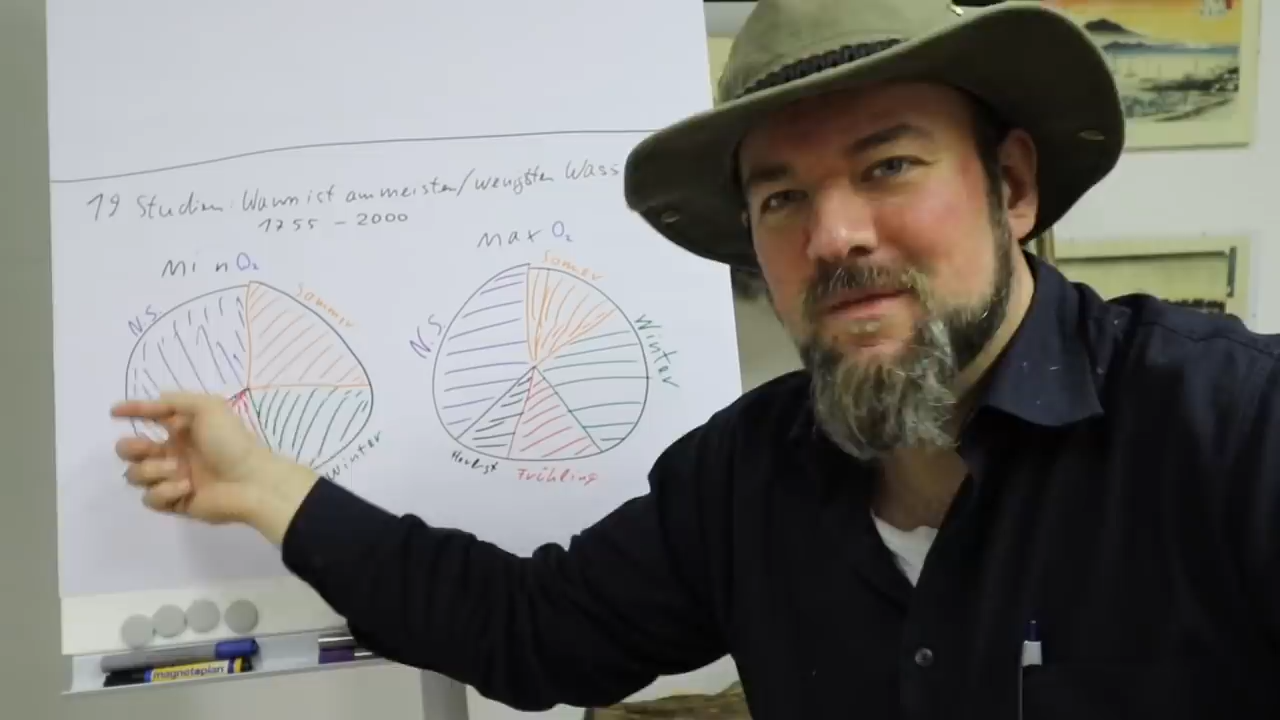 19 Studien: Wann ist am meisten/wenigsten Wass
1755 - 2000
Min O₂
Max O₂
N.S.
Sommer
Winter
N.S.
Sommer
Winter
Herbst
Frühling
magnetoplan